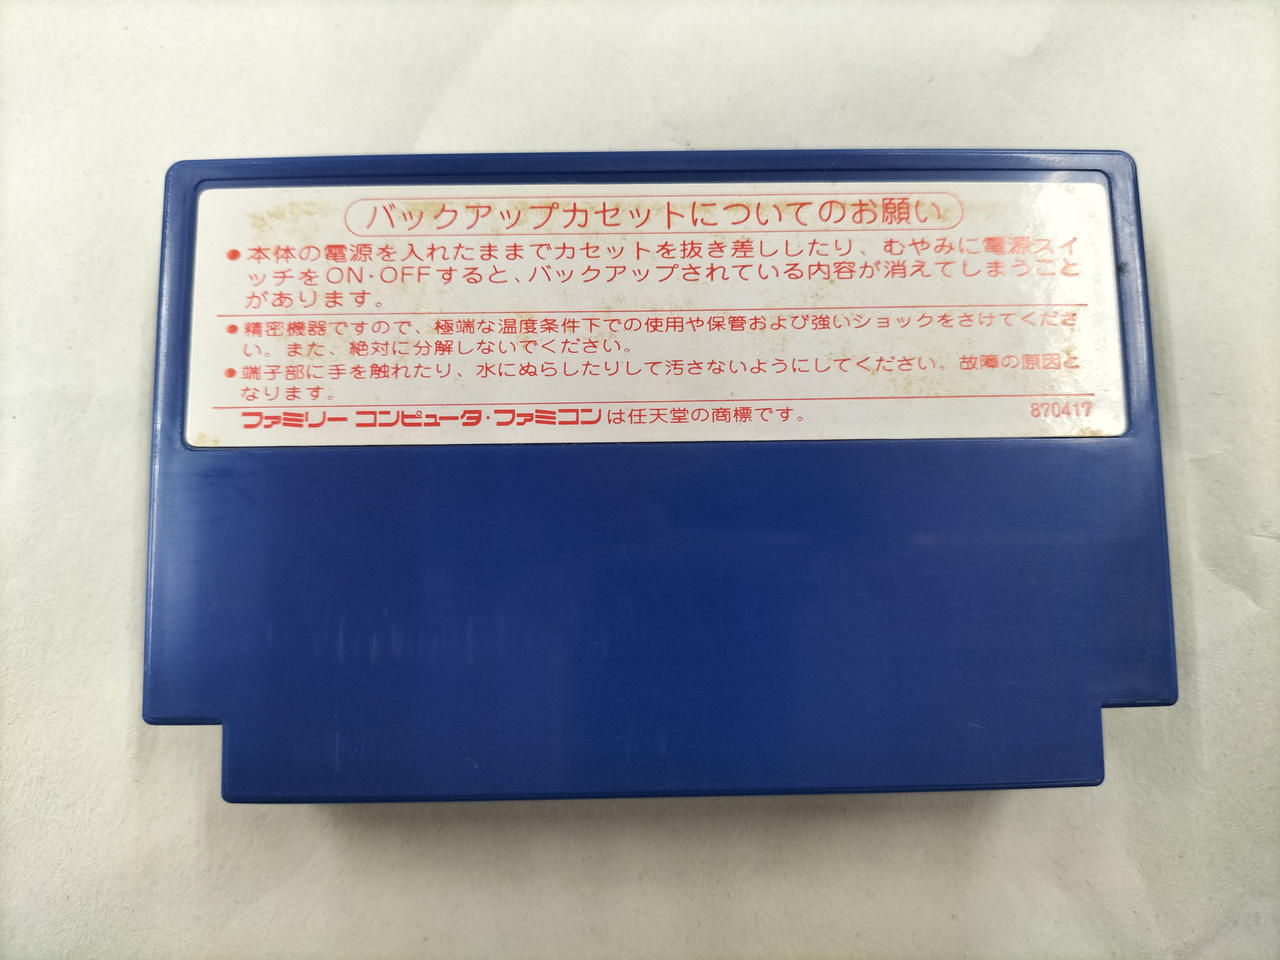 バックアップカセットについてのお願い
●本体の電源を入れたままでカセットを抜き差ししたり、むやみに電源スイ
ッチをON・OFFすると、バックアップされている内容が消えてしまうこと
があります。
●精密機器ですので、極端な温度条件下での使用や保管および強いショックをさけてくださ
い。また、絶対に分解しないでください。
●端子部に手を触れたり、水にぬらしたりして汚さないようにしてください。故障の原因と
なります。
ファミリーコンピュータ・ファミコンは任天堂の商標です。 870417